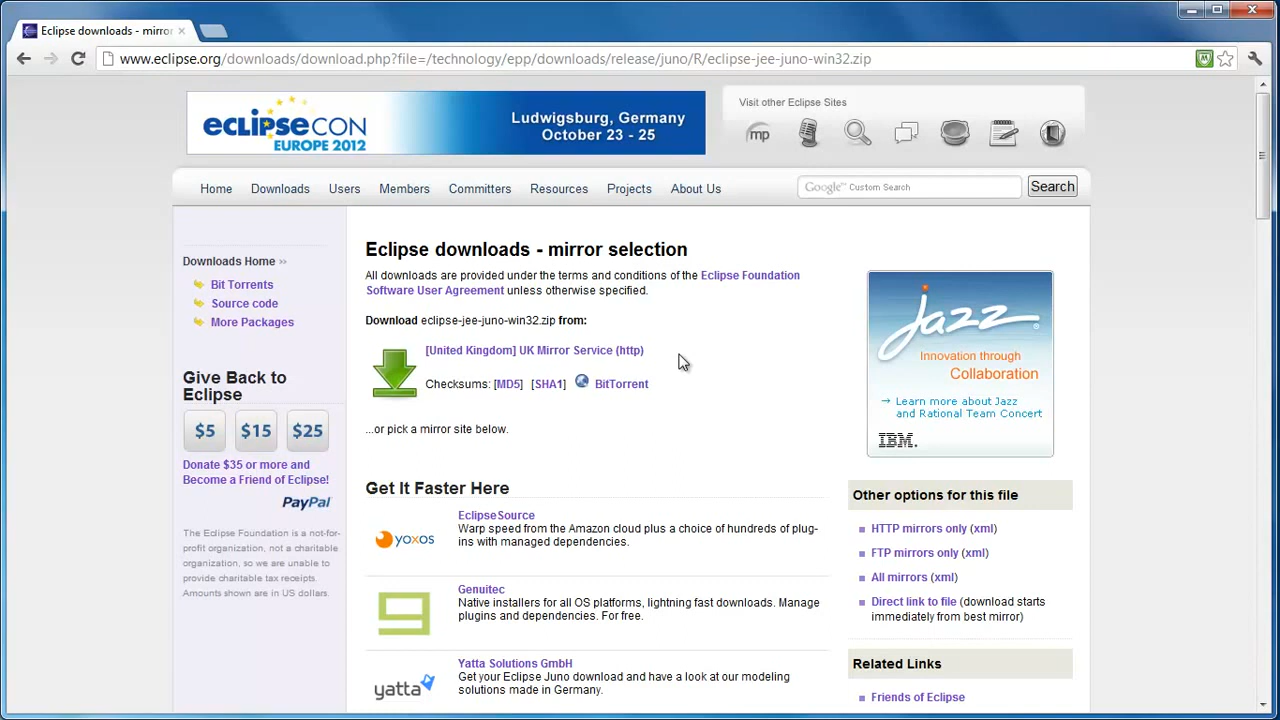 Eclipse downloads - mirror
www.eclipse.org/downloads/download.php?file=/technology/epp/downloads/release/juno/R/eclipse-jee-juno-win32.zip
eclipseCON
EUROPE 2012
Ludwigsburg, Germany
October 23 - 25
Visit other Eclipse Sites
mp
Home Downloads Users Members Committers Resources Projects About Us
Google™ Custom Search
Search
Downloads Home
Bit Torrents
Source code
More Packages
Give Back to
Eclipse
$5 $15 $25
Donate $35 or more and
Become a Friend of Eclipse!
PayPal
The Eclipse Foundation is a not-for-
profit organization, not a charitable
organization, so we are unable to
provide charitable tax receipts.
Amounts shown are in US dollars.
Eclipse downloads - mirror selection
All downloads are provided under the terms and conditions of the Eclipse Foundation
Software User Agreement unless otherwise specified.
Download eclipse-jee-juno-win32.zip from:
[United Kingdom] UK Mirror Service (http)
Checksums: [MD5] [SHA1] BitTorrent
...or pick a mirror site below.
Get It Faster Here
yoxos
EclipseSource
Warp speed from the Amazon cloud plus a choice of hundreds of plug-
ins with managed dependencies.
Genuitec
Native installers for all OS platforms, lightning fast downloads. Manage
plugins and dependencies. For free.
yatta
Yatta Solutions GmbH
Get your Eclipse Juno download and have a look at our modeling
solutions made in Germany.
jazz®
Innovation through
Collaboration
→ Learn more about Jazz
and Rational Team Concert
IBM.
Other options for this file
HTTP mirrors only (xml)
FTP mirrors only (xml)
All mirrors (xml)
Direct link to file (download starts
immediately from best mirror)
Related Links
Friends of Eclipse